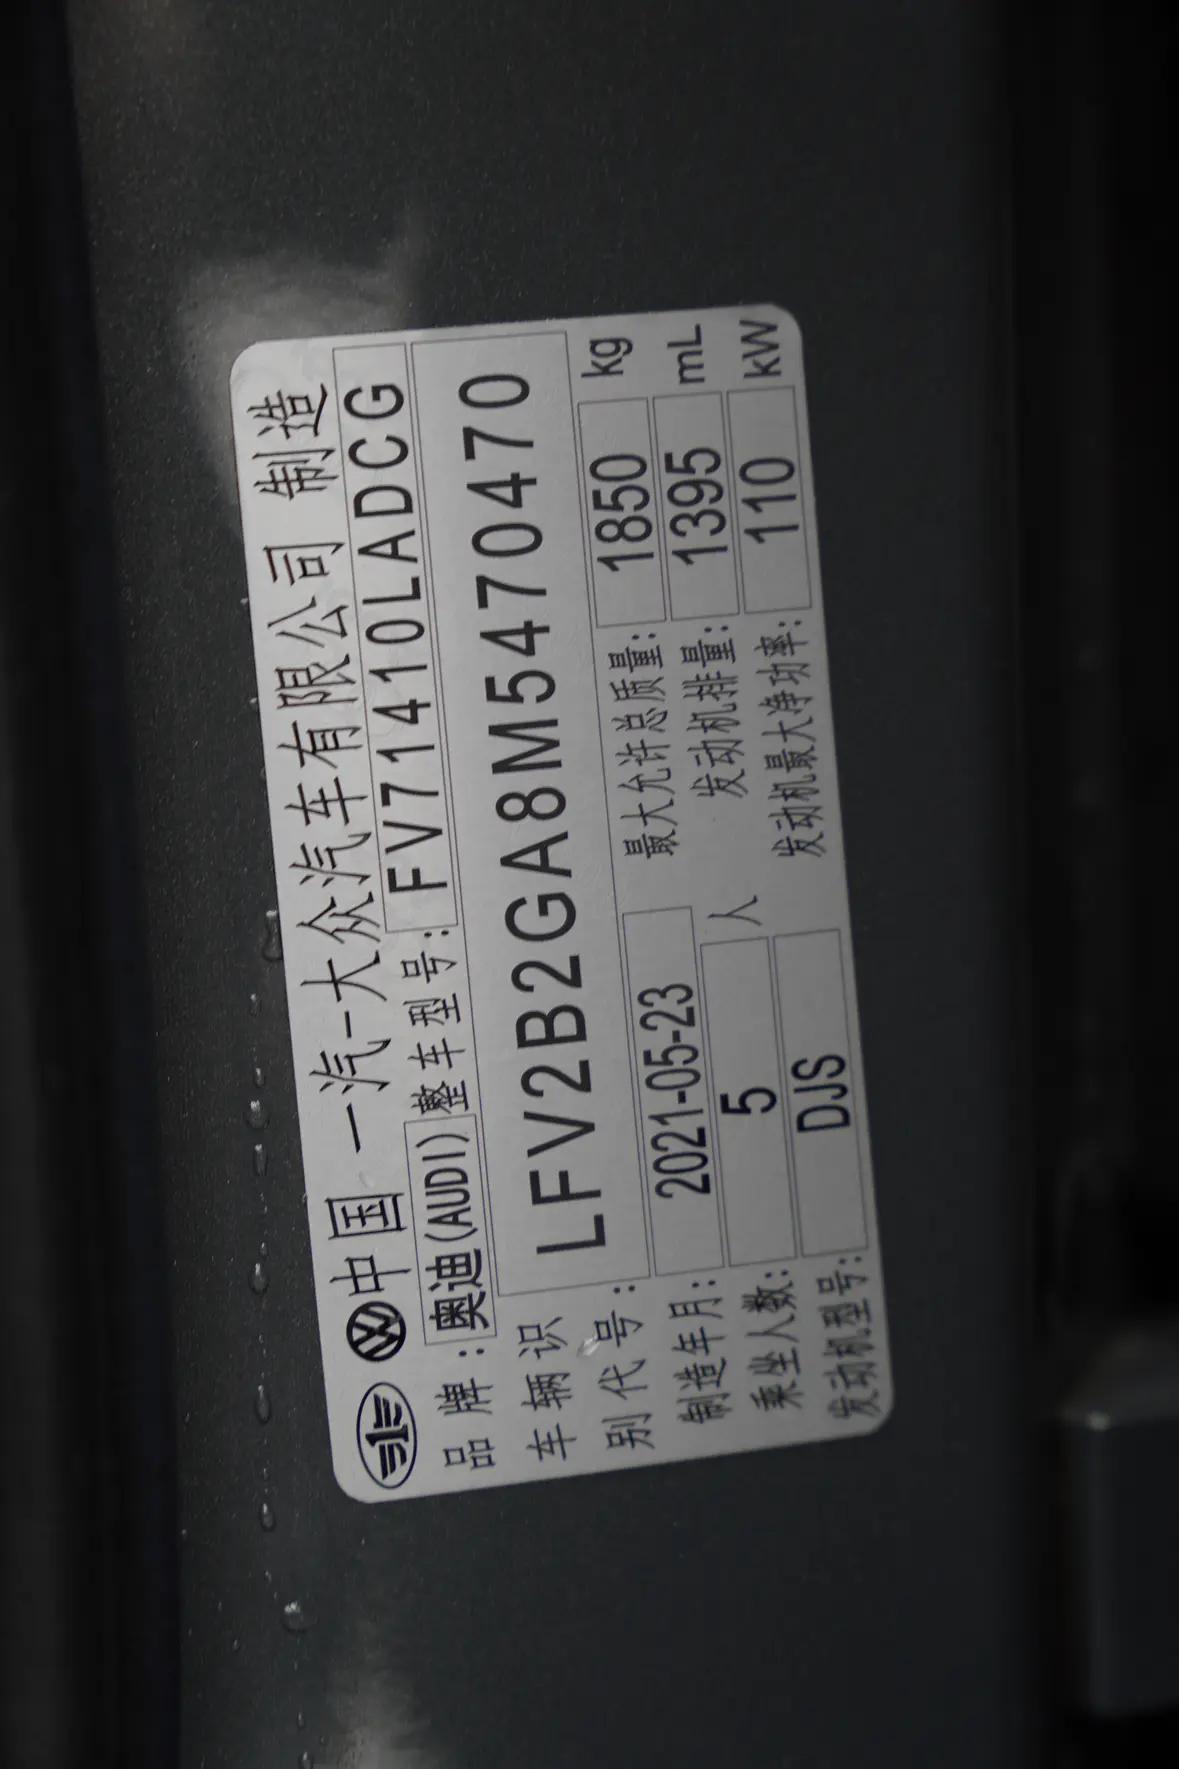 中国 一汽-大众汽车有限公司 制造
品牌: 奥迪(AUDI) 整车型号: FV71410LADCG
车辆识别代号: LFV2B2GA8M5470470
制造年月: 2021-05-23 最大允许总质量: 1850 kg
乘坐人数: 5 人 发动机排量: 1395 mL
发动机型号: DJS 发动机最大净功率: 110 kW